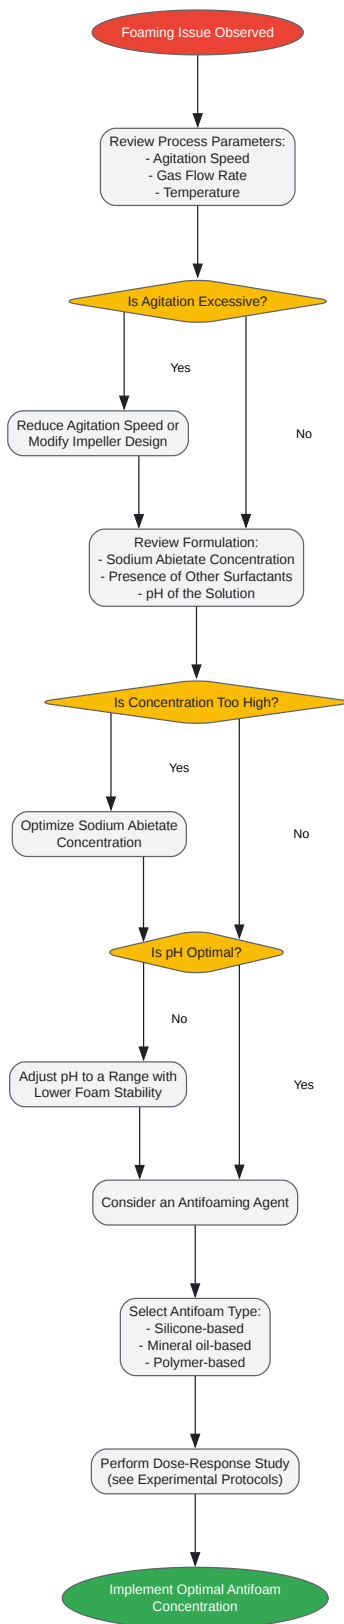 Foaming Issue Observed
Review Process Parameters:
- Agitation Speed
- Gas Flow Rate
- Temperature
Is Agitation Excessive?
Yes
Reduce Agitation Speed or
Modify Impeller Design
No
Review Formulation:
- Sodium Abietate Concentration
- Presence of Other Surfactants
- pH of the Solution
Is Concentration Too High?
Yes
Optimize Sodium Abietate
Concentration
No
Is pH Optimal?
No
Adjust pH to a Range with
Lower Foam Stability
Yes
Consider an Antifoaming Agent
Select Antifoam Type:
- Silicone-based
- Mineral oil-based
- Polymer-based
Perform Dose-Response Study
(see Experimental Protocols)
Implement Optimal Antifoam
Concentration